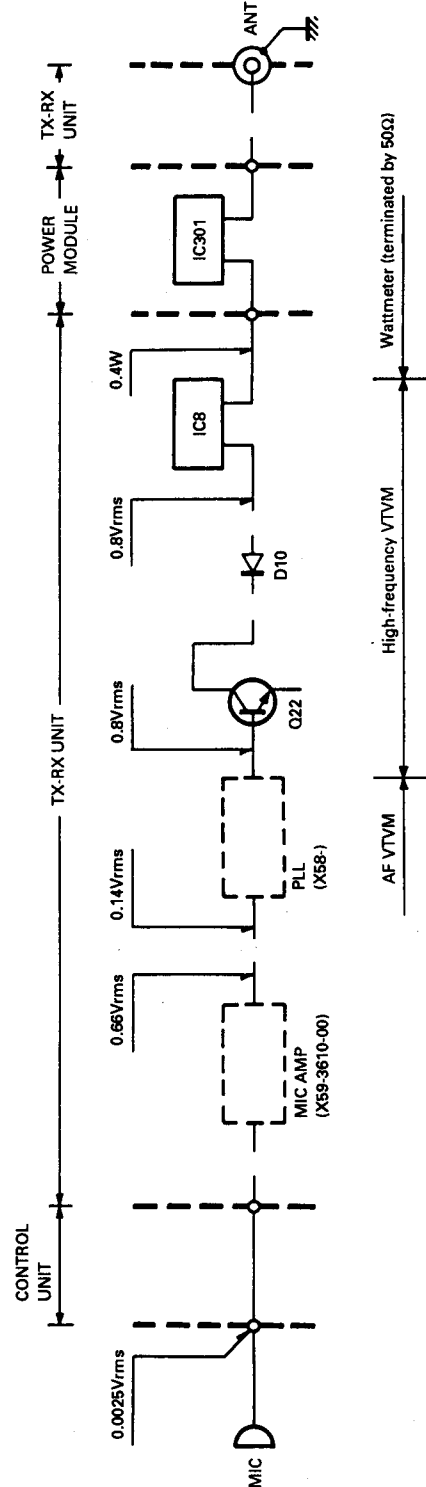 CONTROL
UNIT
TX-RX UNIT
POWER
MODULE
TX-RX
UNIT
0.0025Vrms
0.66Vrms
0.14Vrms
0.8Vrms
0.8Vrms
0.4W
MIC
MIC AMP
(X59-3610-00)
PLL
(X58-)
Q22
D10
IC8
IC301
ANT
AF VTVM
High-frequency VTVM
Wattmeter (terminated by 50Ω)